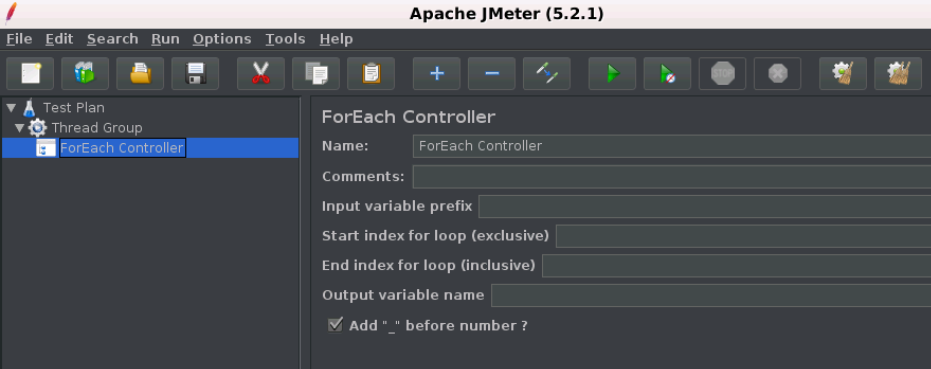 Apache JMeter (5.2.1)
File Edit Search Run Options Tools Help
STOP
Test Plan
Thread Group
ForEach Controller
ForEach Controller
Name: ForEach Controller
Comments:
Input variable prefix
Start index for loop (exclusive)
End index for loop (inclusive)
Output variable name
Add "_" before number ?